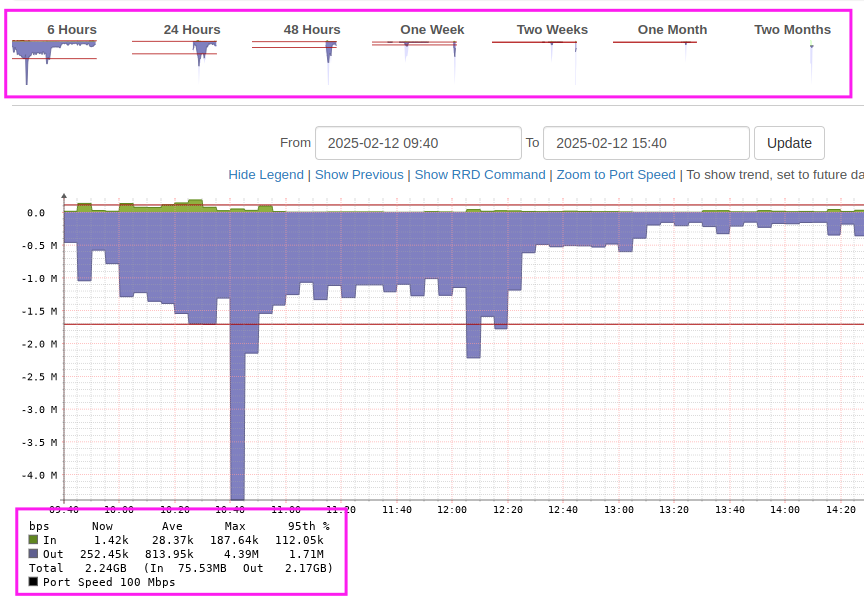 6 Hours 24 Hours 48 Hours One Week Two Weeks One Month Two Months
From 2025-02-12 09:40 To 2025-02-12 15:40 Update
Hide Legend | Show Previous | Show RRD Command | Zoom to Port Speed | To show trend, set to future da
0.0
-0.5 M
-1.0 M
-1.5 M
-2.0 M
-2.5 M
-3.0 M
-3.5 M
-4.0 M
09:40 10:00 10:20 10:40 11:00 11:20 11:40 12:00 12:20 12:40 13:00 13:20 13:40 14:00 14:20
bps Now Ave Max 95th %
In 1.42k 28.37k 187.64k 112.05k
Out 252.45k 813.95k 4.39M 1.71M
Total 2.24GB (In 75.53MB Out 2.17GB)
Port Speed 100 Mbps